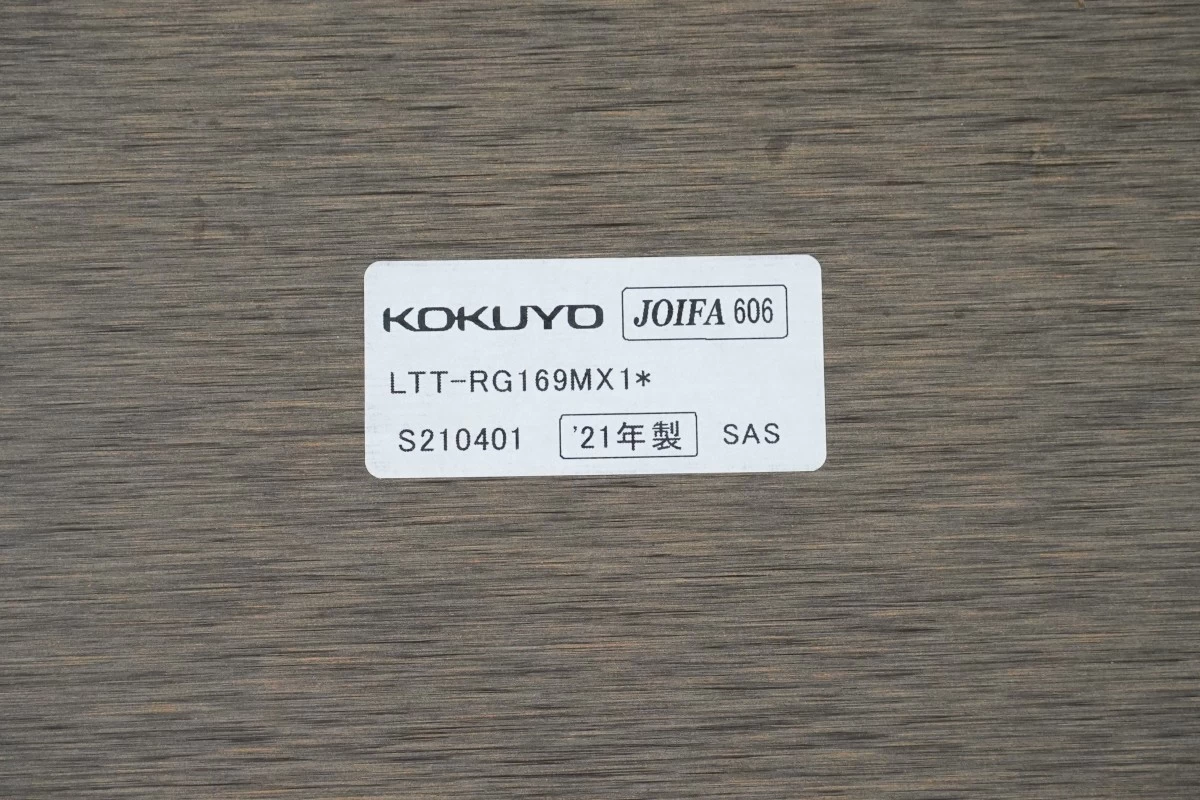 KOKUYO JOIFA 606
LTT-RG169MX1*
S210401 '21年製 SAS